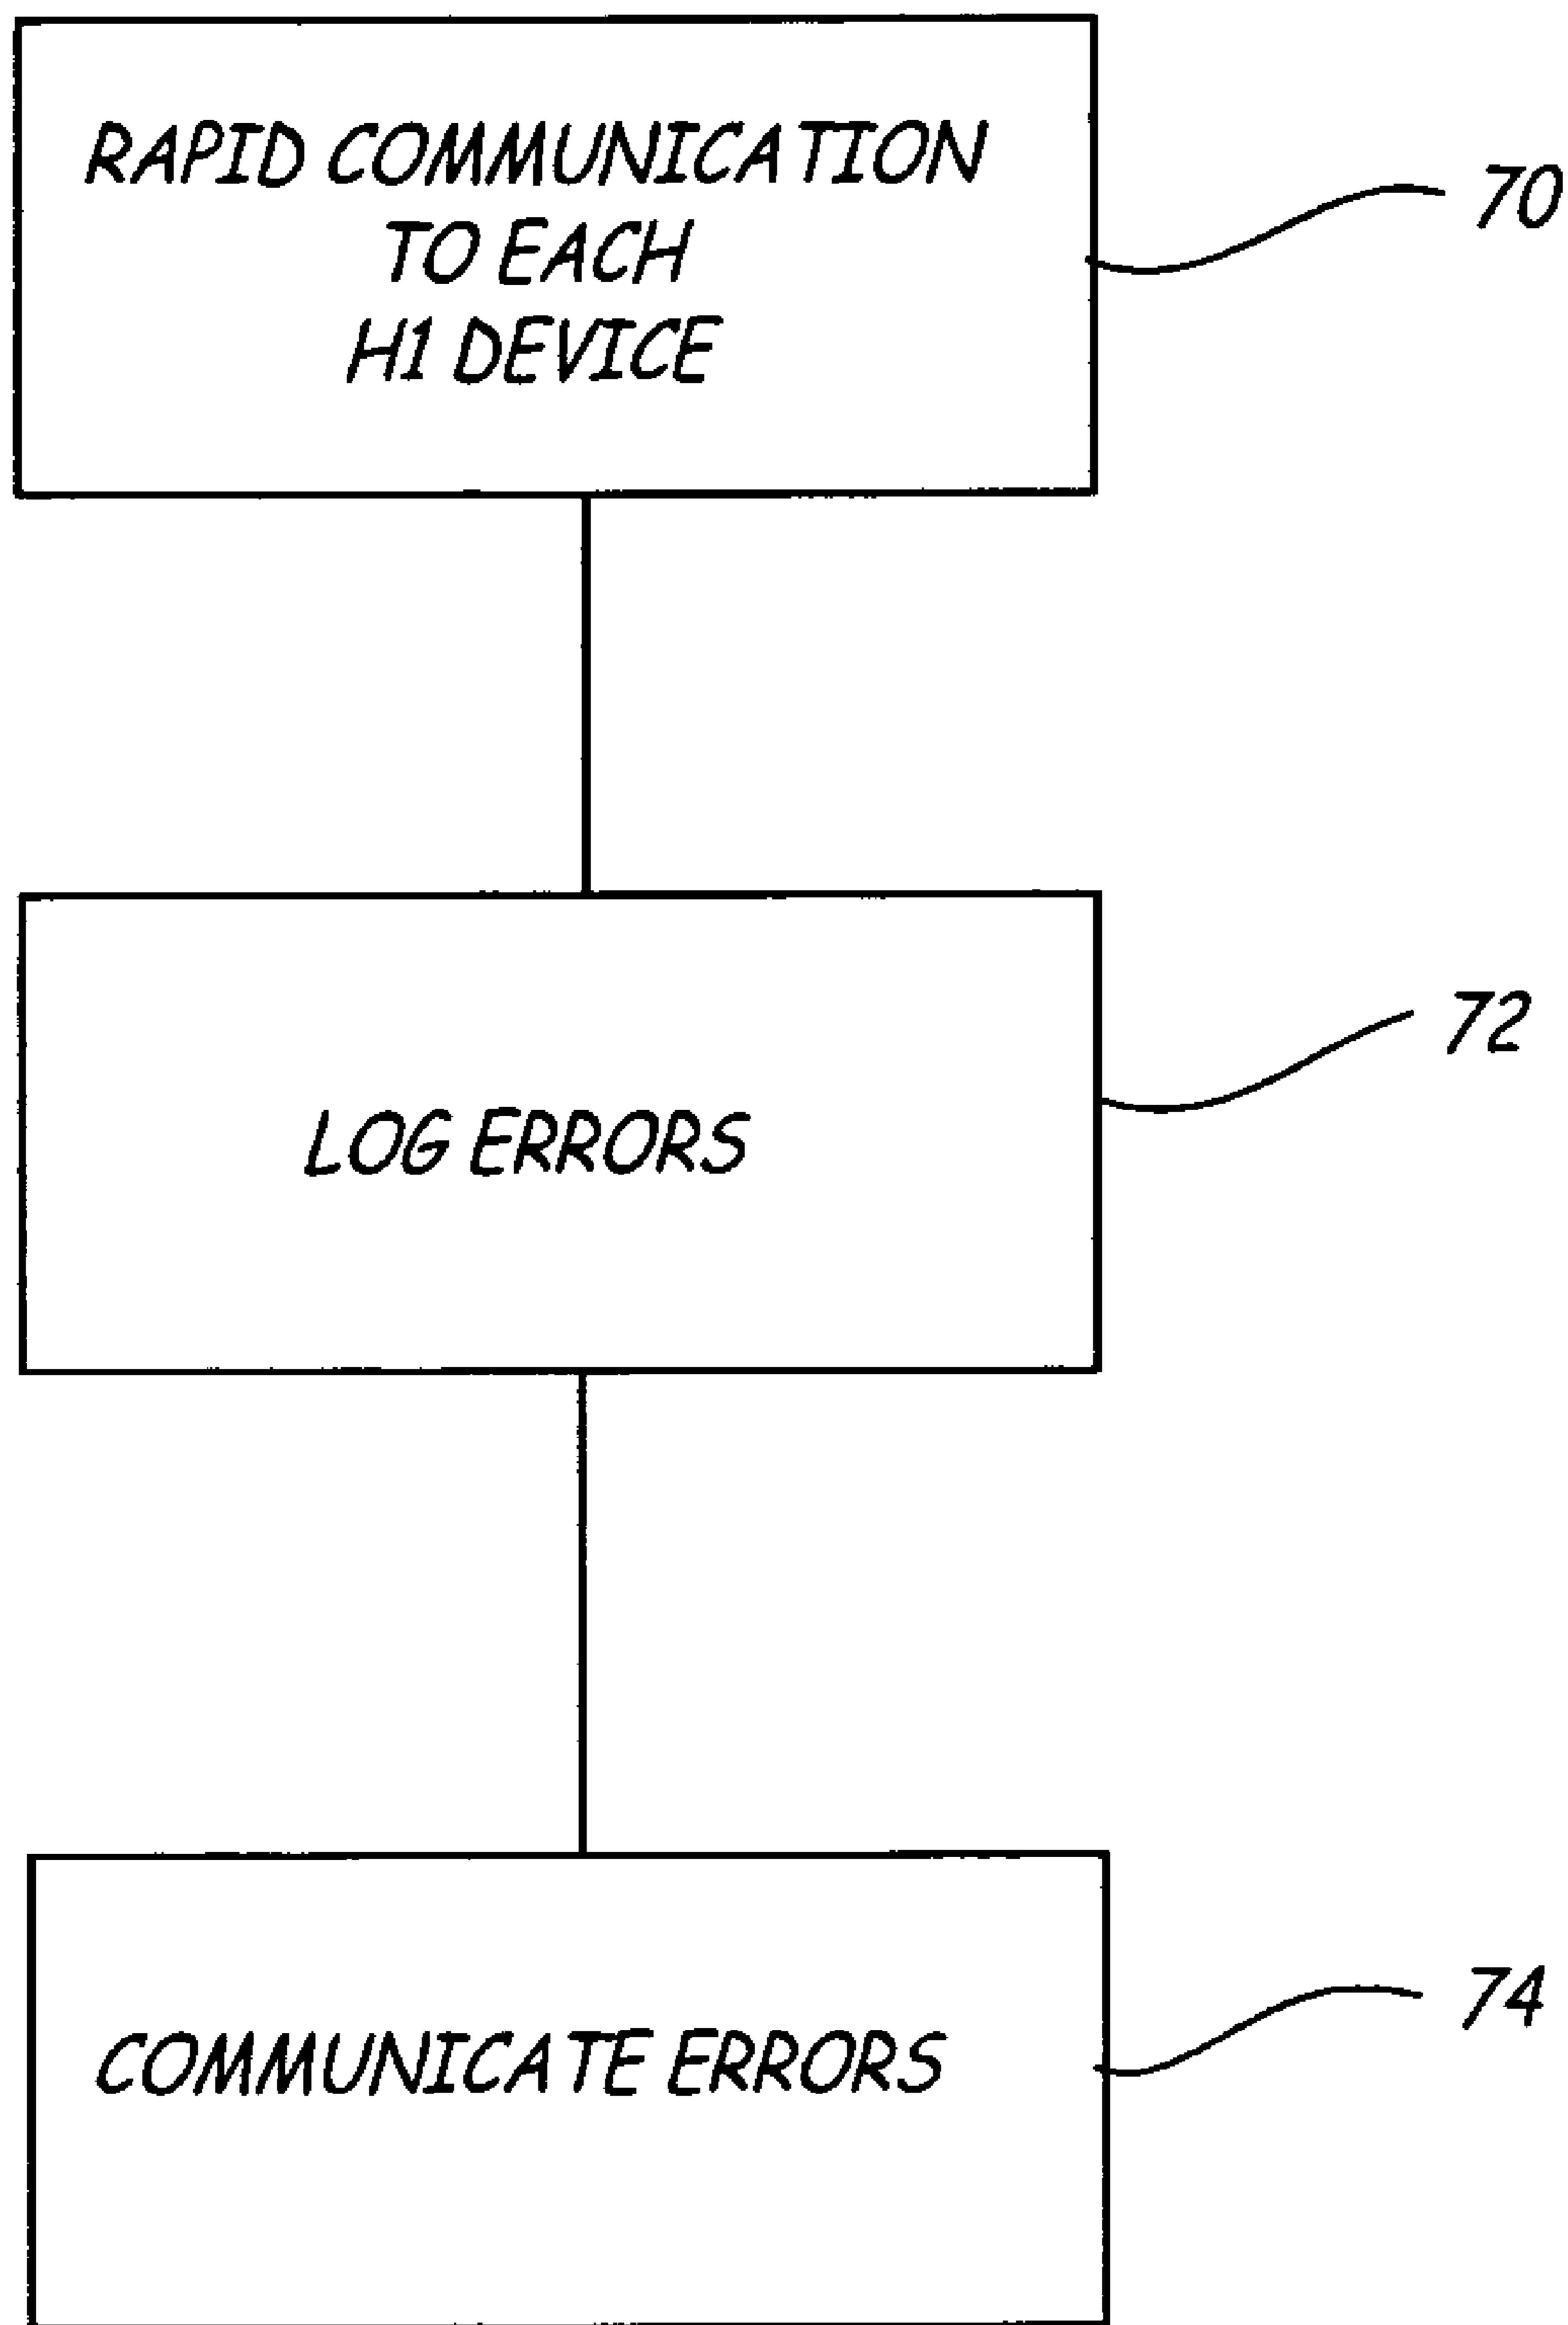 RAPID COMMUNICATION
TO EACH
H1 DEVICE
70
LOG ERRORS
72
COMMUNICATE ERRORS
74